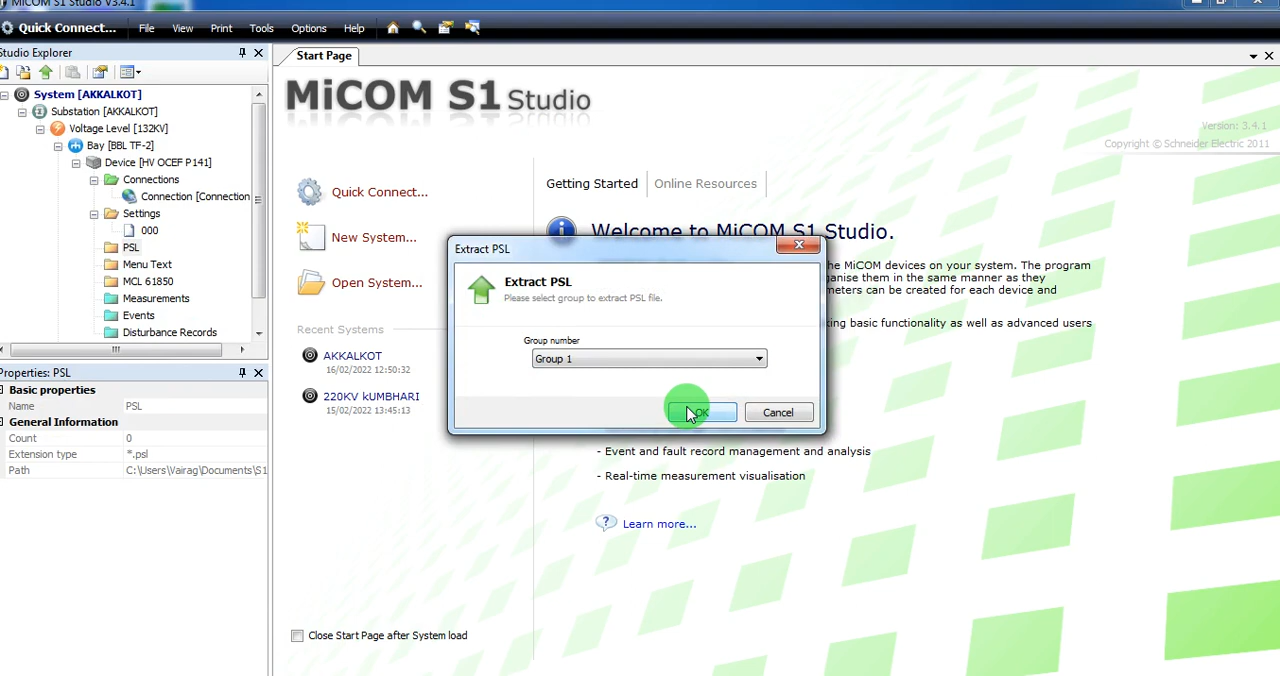 MiCOM S1 Studio V3.4.1
Quick Connect...
File
View
Print
Tools
Options
Help
Studio Explorer
System [AKKALKOT]
Substation [AKKALKOT]
Voltage Level [132KV]
Bay [BBL TF-2]
Device [HV OCEF P141]
Connections
Connection [Connection
Settings
000
PSL
Menu Text
MCL 61850
Measurements
Events
Disturbance Records
Properties: PSL
Basic properties
Name PSL
General Information
Count 0
Extension type *.psl
Path C:\Users\Vairag\Documents\S1
Start Page
MiCOM S1 Studio
Version: 3.4.1
Copyright © Schneider Electric 2011
Quick Connect...
New System...
Open System...
Recent Systems
AKKALKOT
16/02/2022 12:50:32
220KV kUMBHARI
15/02/2022 13:45:13
Close Start Page after System load
Getting Started
Online Resources
Welcome to MiCOM S1 Studio.
he MiCOM devices on your system. The program
ganise them in the same manner as they
meters can be created for each device and
king basic functionality as well as advanced users
- Event and fault record management and analysis
- Real-time measurement visualisation
Learn more...
Extract PSL
Extract PSL
Please select group to extract PSL file.
Group number
Group 1
OK
Cancel